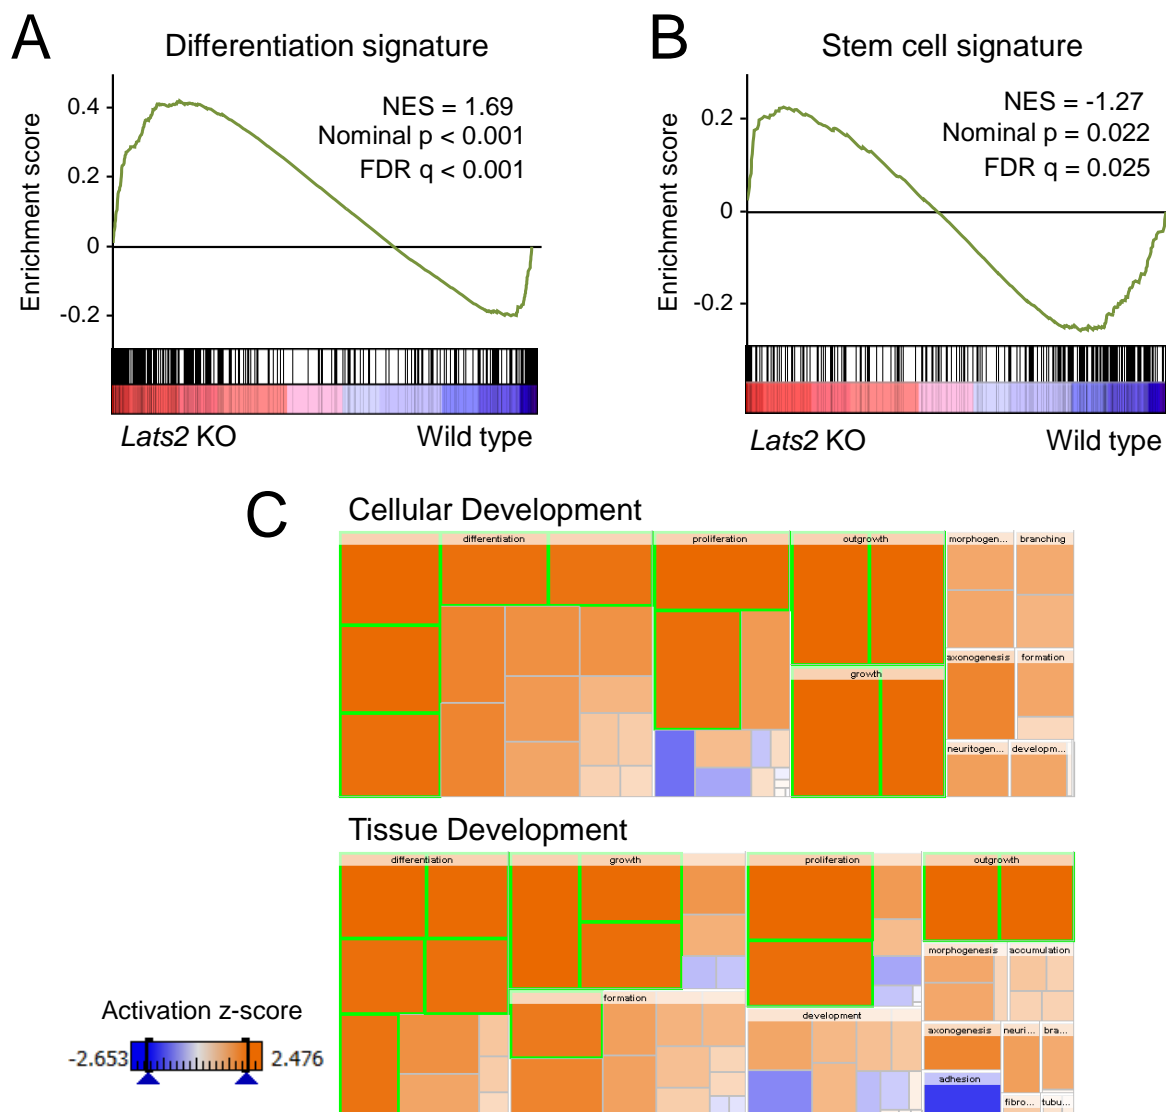 A
Differentiation signature
NES = 1.69
Nominal p < 0.001
FDR q < 0.001
Enrichment score
0.4
0.2
0
-0.2
Lats2 KO
Wild type
B
Stem cell signature
NES = -1.27
Nominal p = 0.022
FDR q = 0.025
Enrichment score
0.2
0
-0.2
Lats2 KO
Wild type
C
Cellular Development
differentiation
proliferation
outgrowth
morphogen...
branching
growth
axonogenesis
formation
neuritogen...
developm...
Tissue Development
differentiation
growth
proliferation
outgrowth
morphogenesis
accumulation
formation
development
axonogenesis
neuri...
bra...
adhesion
fibro...
tubu...
Activation z-score
-2.653
2.476